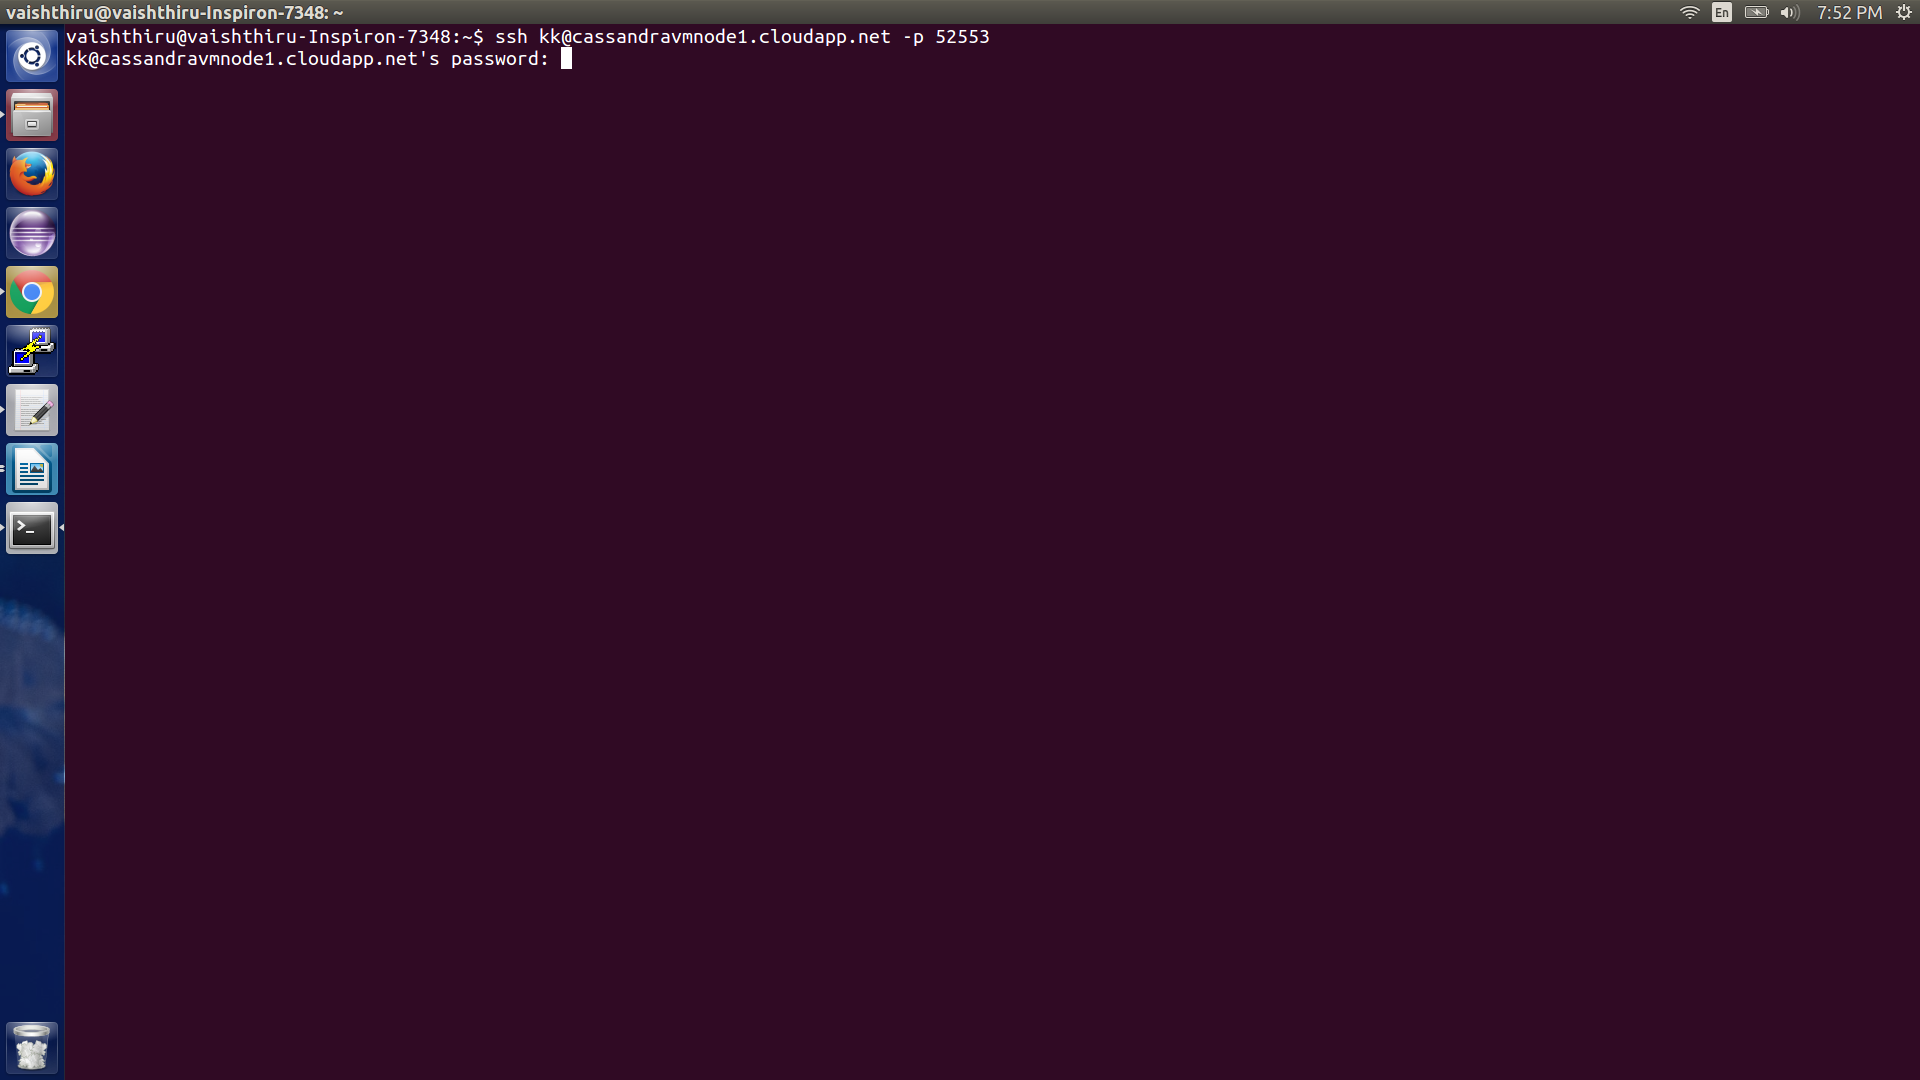 vaishthiru@vaishthiru-Inspiron-7348: ~
En
7:52 PM
vaishthiru@vaishthiru-Inspiron-7348:~$ ssh kk@cassandravmnode1.cloudapp.net -p 52553
kk@cassandravmnode1.cloudapp.net's password:
>_